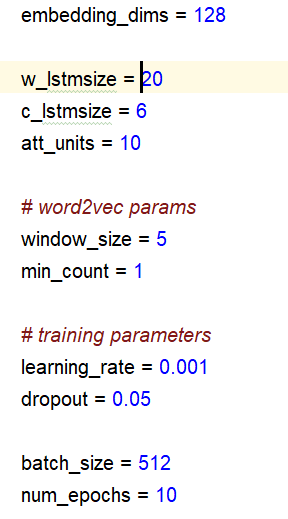 embedding_dims = 128
w_lstmsize = 20
c_lstmsize = 6
att_units = 10
# word2vec params
window_size = 5
min_count = 1
# training parameters
learning_rate = 0.001
dropout = 0.05
batch_size = 512
num_epochs = 10